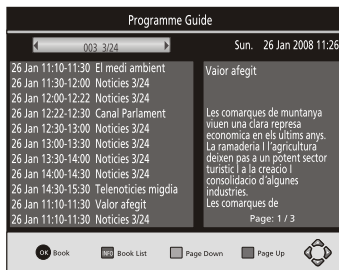 Programme Guide
003 3/24
Sun. 26 Jan 2008 11:26
26 Jan 11:10-11:30 El medi ambient
26 Jan 11:30-12:00 Noticies 3/24
26 Jan 12:00-12:22 Noticies 3/24
26 Jan 12:22-12:30 Canal Parlament
26 Jan 12:30-13:00 Noticies 3/24
26 Jan 13:00-13:30 Noticies 3/24
26 Jan 13:30-14:00 Noticies 3/24
26 Jan 14:00-14:30 Noticies 3/24
26 Jan 14:30-15:30 Telenoticies migdia
26 Jan 11:10-11:30 Valor afegit
26 Jan 11:10-11:30 Noticies 3/24
Vaior afegit
Les comarques de muntanya
viuen una clara represa
economica en els ultims anys.
La ramaderia I l'agricultura
deixen pas a un potent sector
turistic l a la creacio l
consolidacio d'algunes
industries.
Les comarques de
Page: 1 / 3
OK Book
INFO Book List
Page Down
Page Up